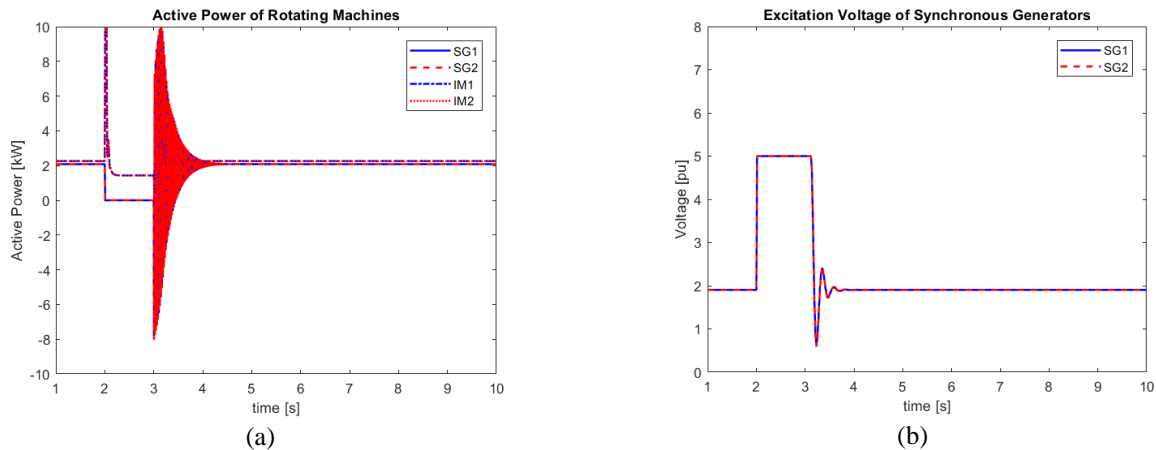 Active Power of Rotating Machines
10
8
6
4
2
0
-2
-4
-6
-8
-10
Active Power [kW]
SG1
SG2
IM1
IM2
1 2 3 4 5 6 7 8 9 10
time [s]
(a)
Excitation Voltage of Synchronous Generators
8
7
6
5
4
3
2
1
0
Voltage [pu]
SG1
SG2
1 2 3 4 5 6 7 8 9 10
time [s]
(b)